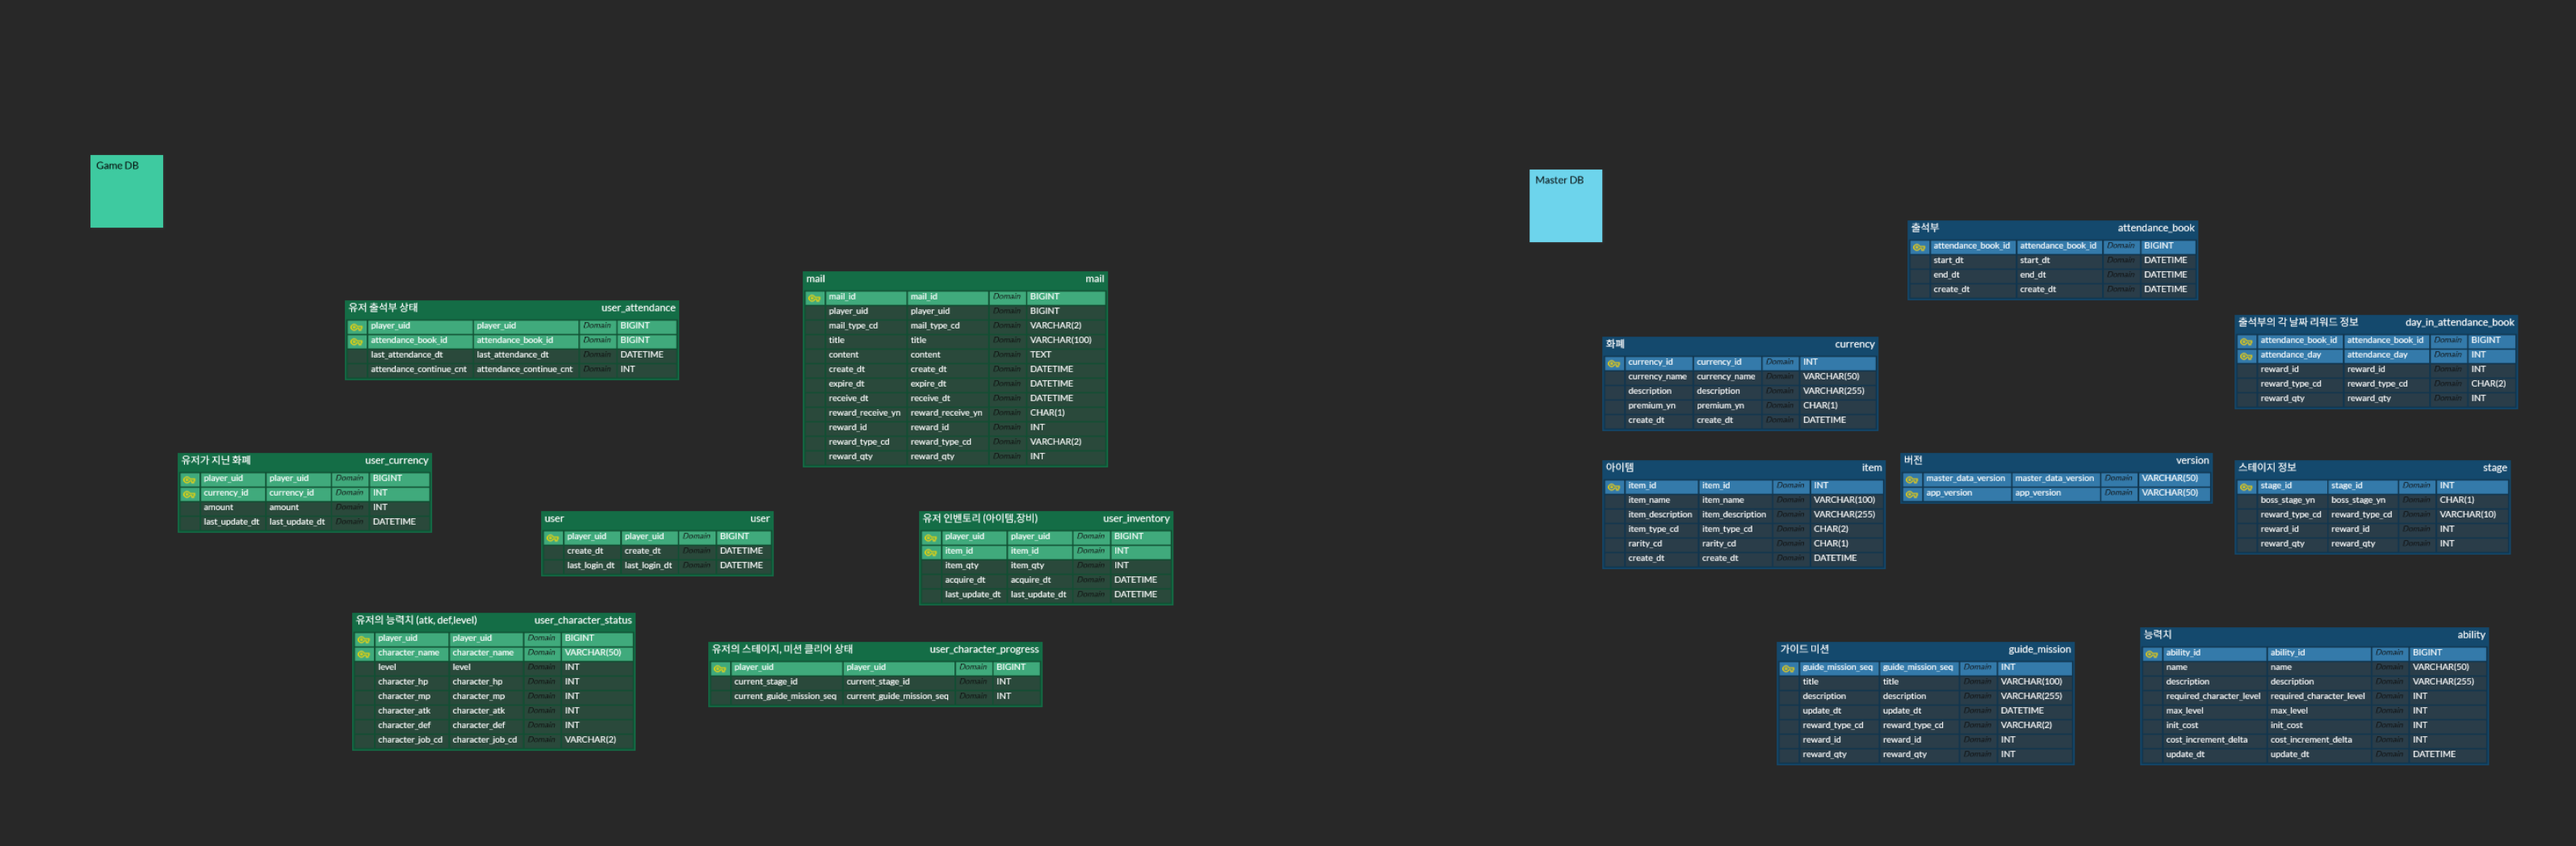 Game DB
Master DB
출석부 attendance_book
attendance_book_id attendance_book_id Domain BIGINT
start_dt start_dt Domain DATETIME
end_dt end_dt Domain DATETIME
create_dt create_dt Domain DATETIME
mail mail
mail_id mail_id Domain BIGINT
player_uid player_uid Domain BIGINT
mail_type_cd mail_type_cd Domain VARCHAR(2)
title title Domain VARCHAR(100)
content content Domain TEXT
create_dt create_dt Domain DATETIME
expire_dt expire_dt Domain DATETIME
receive_dt receive_dt Domain DATETIME
reward_receive_yn reward_receive_yn Domain CHAR(1)
reward_id reward_id Domain INT
reward_type_cd reward_type_cd Domain VARCHAR(2)
reward_qty reward_qty Domain INT
유저 출석부 상태 user_attendance
player_uid player_uid Domain BIGINT
attendance_book_id attendance_book_id Domain BIGINT
last_attendance_dt last_attendance_dt Domain DATETIME
attendance_continue_cnt attendance_continue_cnt Domain INT
출석부의 각 날짜 리워드 정보 day_in_attendance_book
attendance_book_id attendance_book_id Domain BIGINT
attendance_day attendance_day Domain INT
reward_id reward_id Domain INT
reward_type_cd reward_type_cd Domain CHAR(2)
reward_qty reward_qty Domain INT
화폐 currency
currency_id currency_id Domain INT
currency_name currency_name Domain VARCHAR(50)
description description Domain VARCHAR(255)
premium_yn premium_yn Domain CHAR(1)
create_dt create_dt Domain DATETIME
유저가 지닌 화폐 user_currency
player_uid player_uid Domain BIGINT
currency_id currency_id Domain INT
amount amount Domain INT
last_update_dt last_update_dt Domain DATETIME
아이템 item
item_id item_id Domain INT
item_name item_name Domain VARCHAR(100)
item_description item_description Domain VARCHAR(255)
item_type_cd item_type_cd Domain CHAR(2)
rarity_cd rarity_cd Domain CHAR(1)
create_dt create_dt Domain DATETIME
버전 version
master_data_version master_data_version Domain VARCHAR(50)
app_version app_version Domain VARCHAR(50)
스테이지 정보 stage
stage_id stage_id Domain INT
boss_stage_yn boss_stage_yn Domain CHAR(1)
reward_type_cd reward_type_cd Domain VARCHAR(10)
reward_id reward_id Domain INT
reward_qty reward_qty Domain INT
user user
player_uid player_uid Domain BIGINT
create_dt create_dt Domain DATETIME
last_login_dt last_login_dt Domain DATETIME
유저 인벤토리 (아이템,장비) user_inventory
player_uid player_uid Domain BIGINT
item_id item_id Domain INT
item_qty item_qty Domain INT
acquire_dt acquire_dt Domain DATETIME
last_update_dt last_update_dt Domain DATETIME
유저의 능력치 (atk, def,level) user_character_status
player_uid player_uid Domain BIGINT
character_name character_name Domain VARCHAR(50)
level level Domain INT
character_hp character_hp Domain INT
character_mp character_mp Domain INT
character_atk character_atk Domain INT
character_def character_def Domain INT
character_job_cd character_job_cd Domain VARCHAR(2)
유저의 스테이지, 미션 클리어 상태 user_character_progress
player_uid player_uid Domain BIGINT
current_stage_id current_stage_id Domain INT
current_guide_mission_seq current_guide_mission_seq Domain INT
가이드 미션 guide_mission
guide_mission_seq guide_mission_seq Domain INT
title title Domain VARCHAR(100)
description description Domain VARCHAR(255)
update_dt update_dt Domain DATETIME
reward_type_cd reward_type_cd Domain VARCHAR(2)
reward_id reward_id Domain INT
reward_qty reward_qty Domain INT
능력치 ability
ability_id ability_id Domain BIGINT
name name Domain VARCHAR(50)
description description Domain VARCHAR(255)
required_character_level required_character_level Domain INT
max_level max_level Domain INT
init_cost init_cost Domain INT
cost_increment_delta cost_increment_delta Domain INT
update_dt update_dt Domain DATETIME